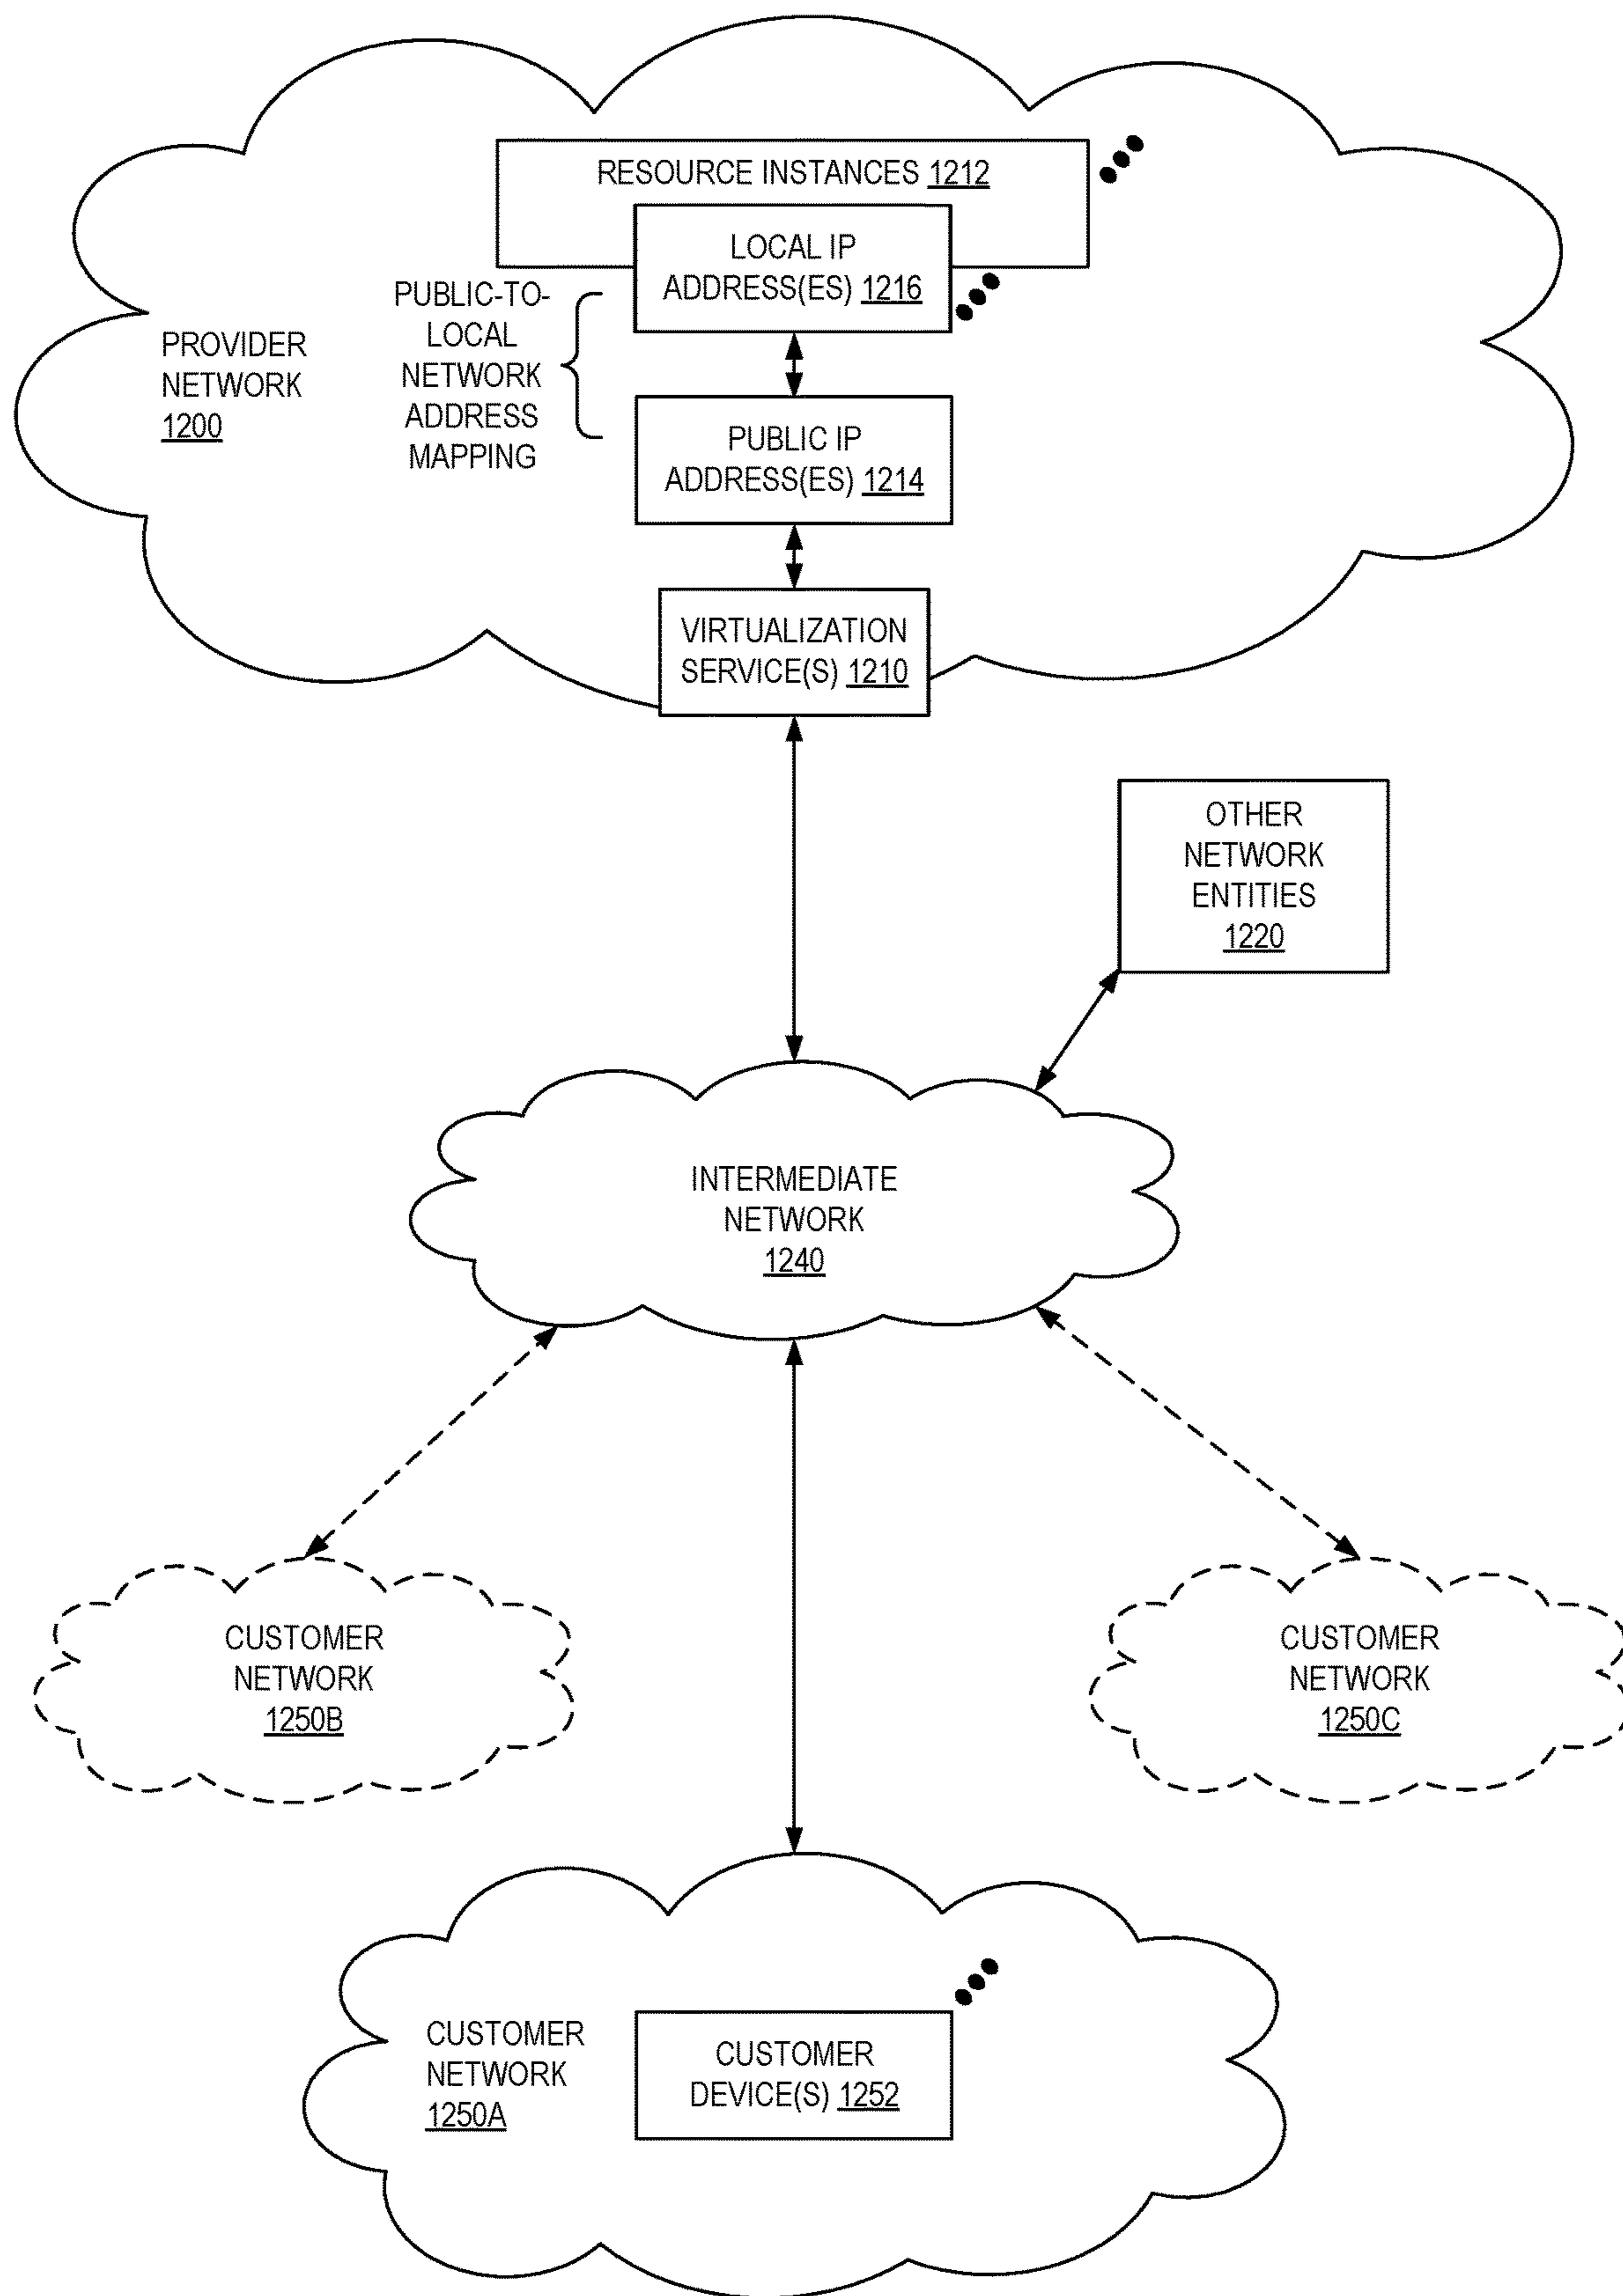 RESOURCE INSTANCES 1212
LOCAL IP
ADDRESS(ES) 1216
PUBLIC-TO-
LOCAL
NETWORK
ADDRESS
MAPPING
PROVIDER
NETWORK
1200
PUBLIC IP
ADDRESS(ES) 1214
VIRTUALIZATION
SERVICE(S) 1210
OTHER
NETWORK
ENTITIES
1220
INTERMEDIATE
NETWORK
1240
CUSTOMER
NETWORK
1250B
CUSTOMER
NETWORK
1250C
CUSTOMER
NETWORK
1250A
CUSTOMER
DEVICE(S) 1252